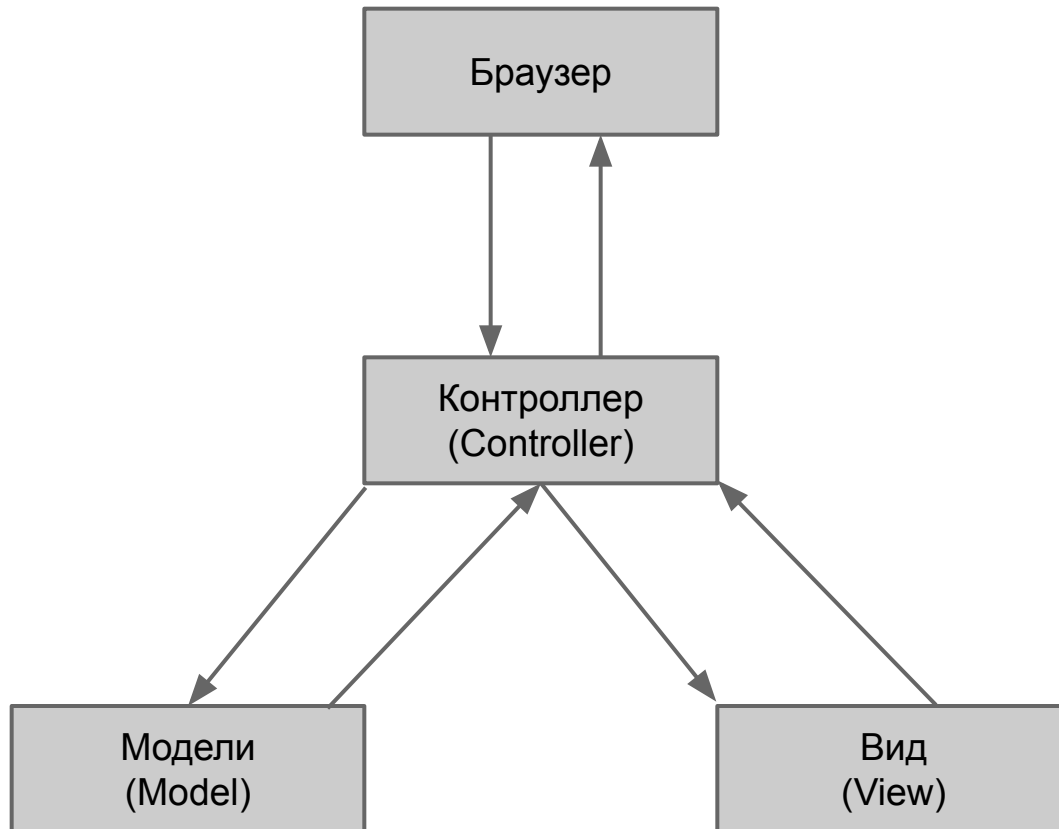 Браузер
Контроллер
(Controller)
Модели
(Model)
Вид
(View)